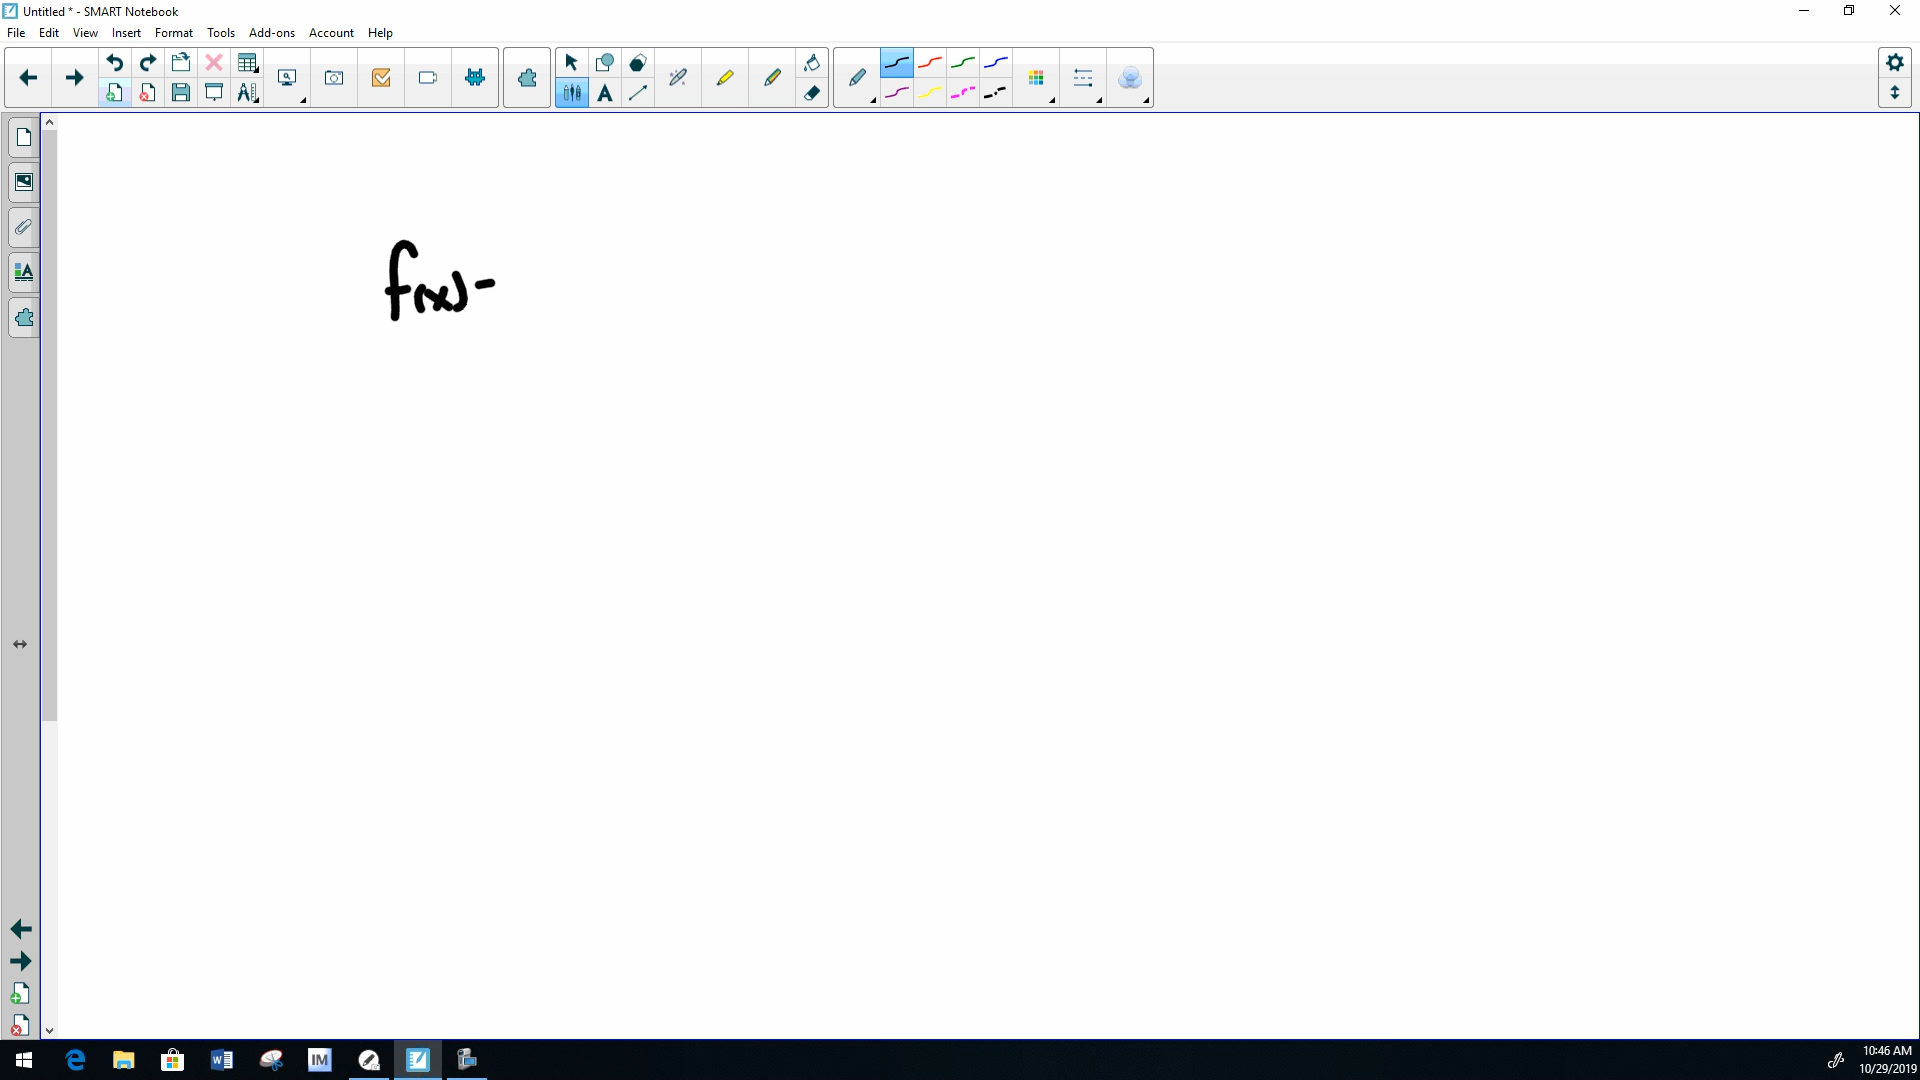 Untitled * - SMART Notebook
File Edit View Insert Format Tools Add-ons Account Help
f(x) -
10:46 AM
10/29/2019